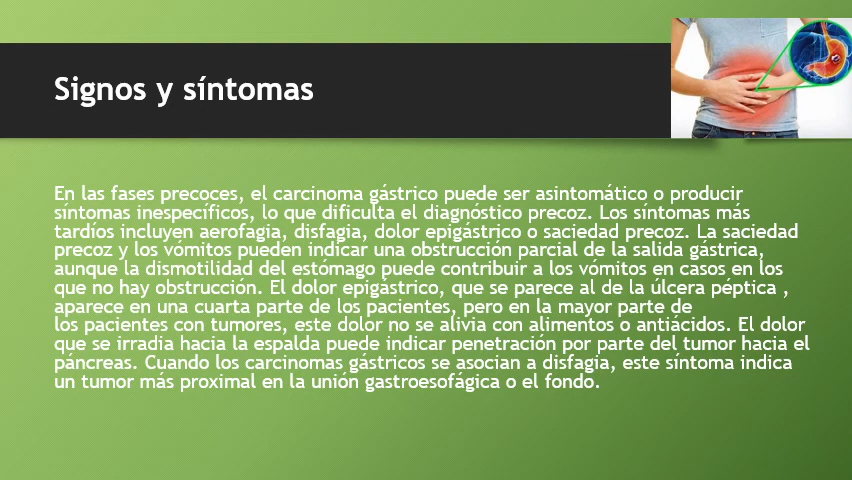 Signos y síntomas
En las fases precoces, el carcinoma gástrico puede ser asintomático o producir
síntomas inespecíficos, lo que dificulta el diagnóstico precoz. Los síntomas más
tardíos incluyen aerofagia, disfagia, dolor epigástrico o saciedad precoz. La saciedad
precoz y los vómitos pueden indicar una obstrucción parcial de la salida gástrica,
aunque la dismotilidad del estómago puede contribuir a los vómitos en casos en los
que no hay obstrucción. El dolor epigástrico, que se parece al de la úlcera péptica ,
aparece en una cuarta parte de los pacientes, pero en la mayor parte de
los pacientes con tumores, este dolor no se alivia con alimentos o antiácidos. El dolor
que se irradia hacia la espalda puede indicar penetración por parte del tumor hacia el
páncreas. Cuando los carcinomas gástricos se asocian a disfagia, este síntoma indica
un tumor más proximal en la unión gastroesofágica o el fondo.